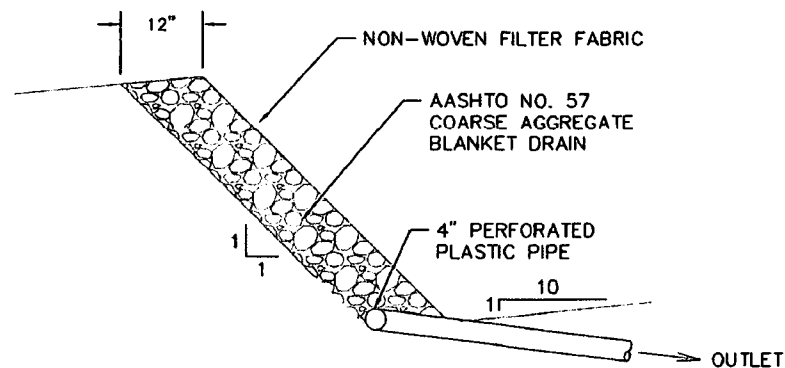 12"
NON-WOVEN FILTER FABRIC
AASHTO NO. 57
COARSE AGGREGATE
BLANKET DRAIN
4" PERFORATED
PLASTIC PIPE
1
1
10
1
OUTLET